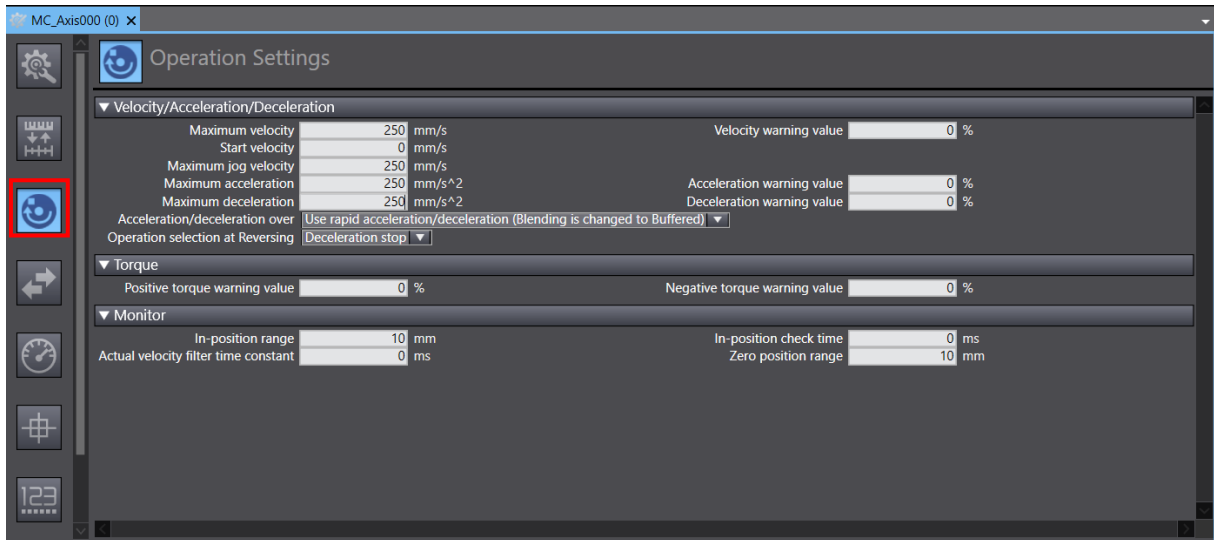 MC_Axis000 (0)
Operation Settings
Velocity/Acceleration/Deceleration
Maximum velocity 250 mm/s Velocity warning value 0 %
Start velocity 0 mm/s
Maximum jog velocity 250 mm/s
Maximum acceleration 250 mm/s^2 Acceleration warning value 0 %
Maximum deceleration 250 mm/s^2 Deceleration warning value 0 %
Acceleration/deceleration over Use rapid acceleration/deceleration (Blending is changed to Buffered)
Operation selection at Reversing Deceleration stop
Torque
Positive torque warning value 0 % Negative torque warning value 0 %
Monitor
In-position range 10 mm In-position check time 0 ms
Actual velocity filter time constant 0 ms Zero position range 10 mm
123